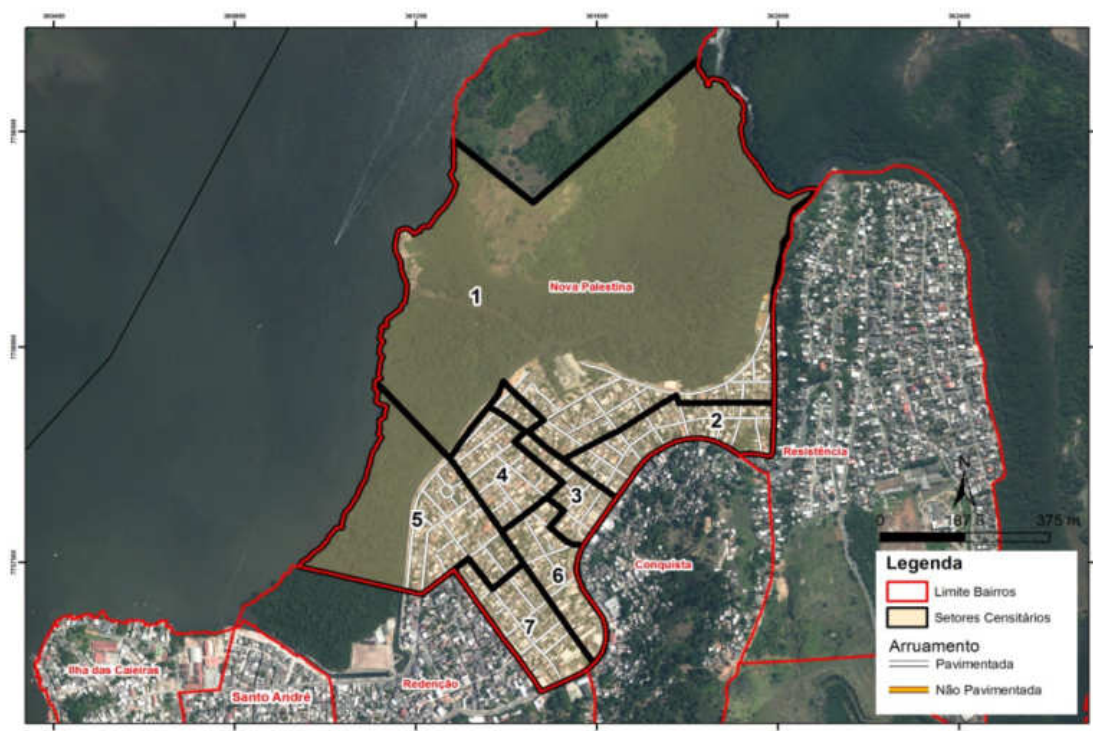 Nova Palestina
1
2
Resistência
4
3
5
N
0 187,5 375 m
6
Conquista
7
Ilha das Caieiras
Santo André
Redenção
Legenda
Limite Bairros
Setores Censitários
Arruamento
Pavimentada
Não Pavimentada